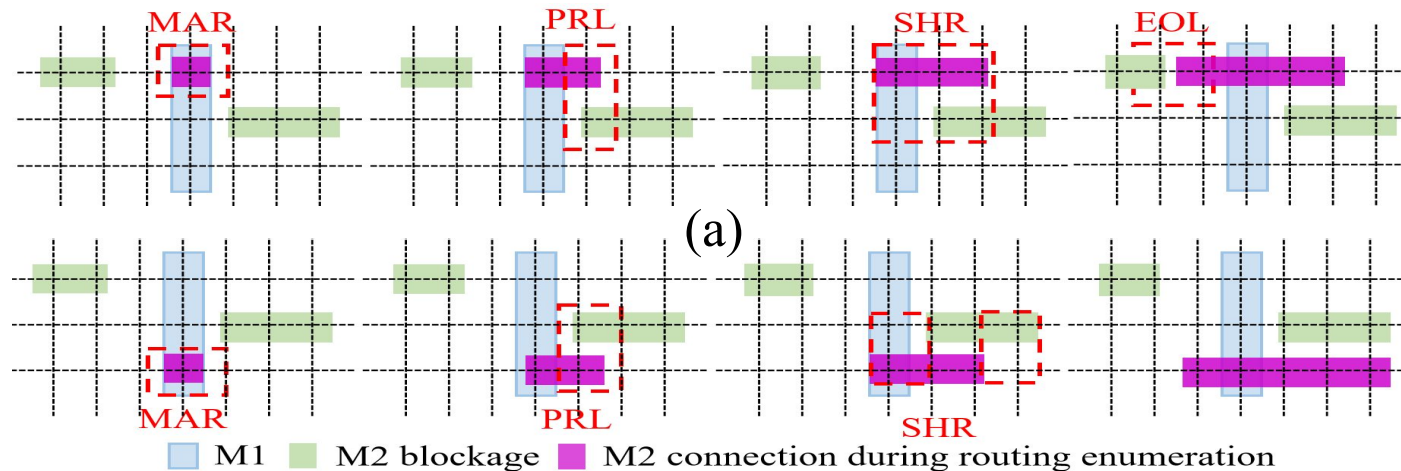 MAR PRL SHR EOL
(a)
MAR PRL SHR
M1 M2 blockage M2 connection during routing enumeration